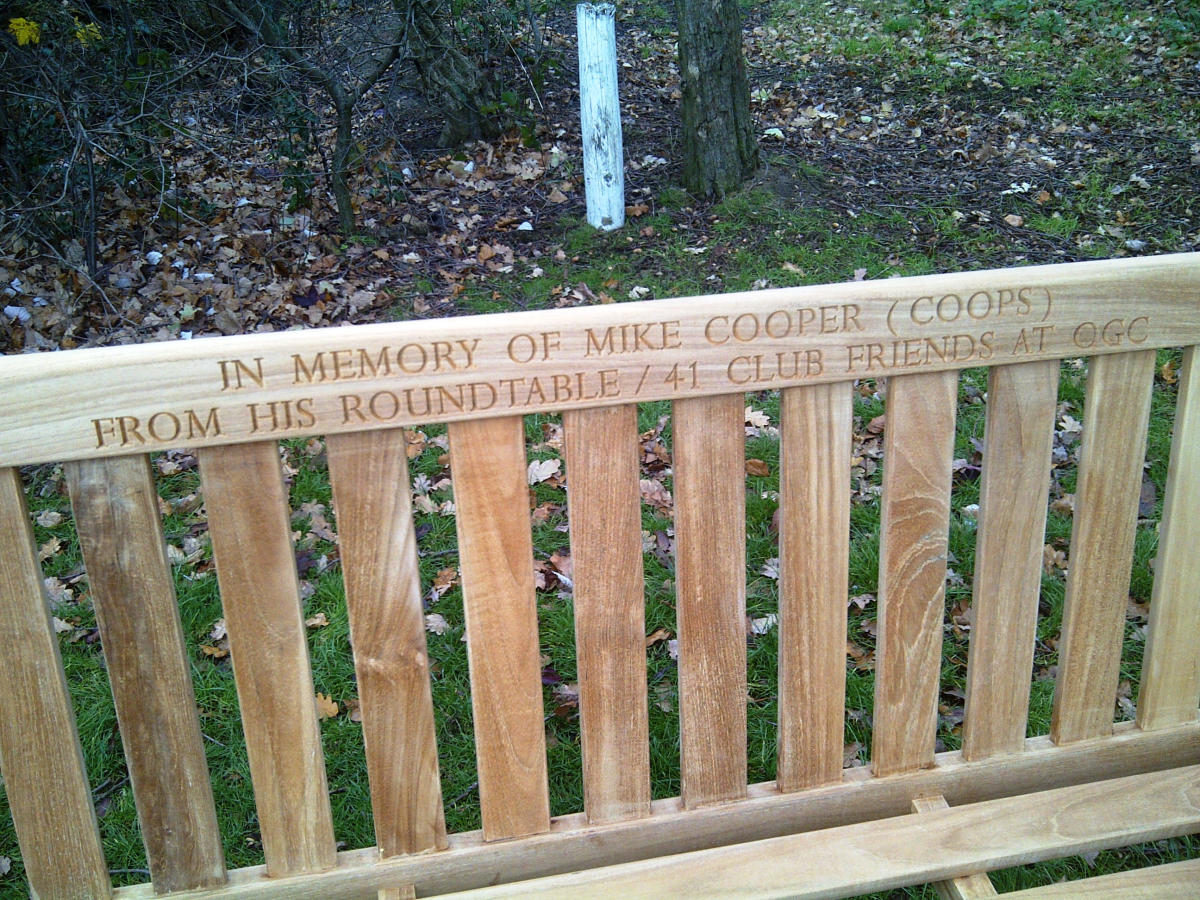 IN MEMORY OF MIKE COOPER (COOPS)
FROM HIS ROUNDTABLE / 41 CLUB FRIENDS AT OGC